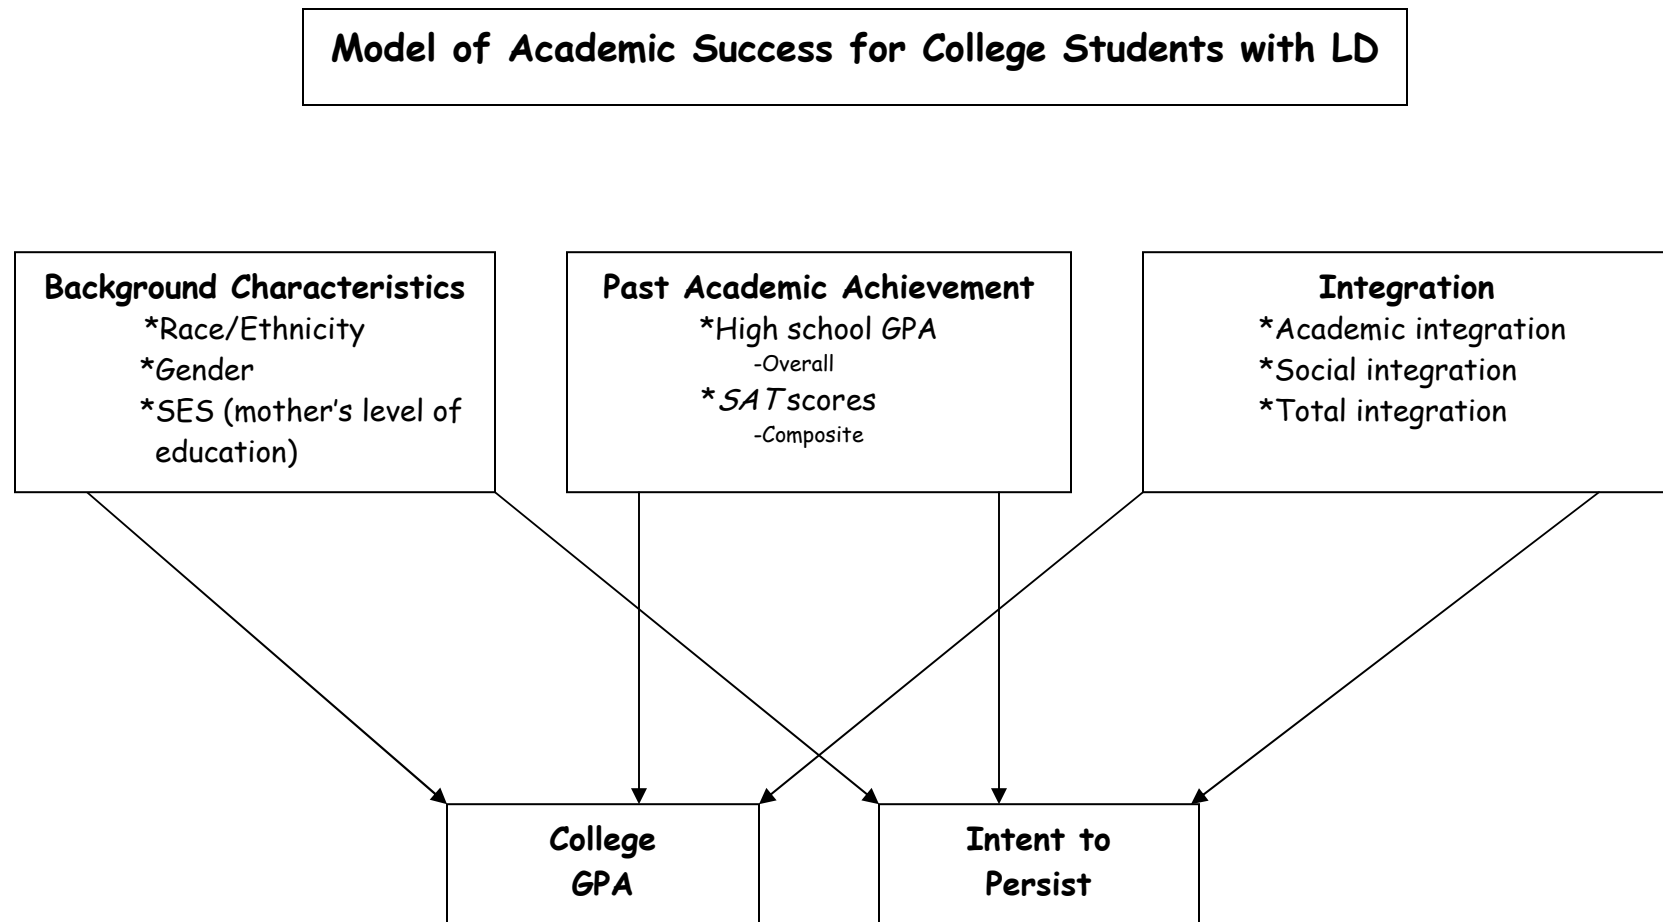 Model of Academic Success for College Students with LD
Background Characteristics
*Race/Ethnicity
*Gender
*SES (mother's level of
education)
Past Academic Achievement
*High school GPA
-Overall
*SAT scores
-Composite
Integration
*Academic integration
*Social integration
*Total integration
College
GPA
Intent to
Persist